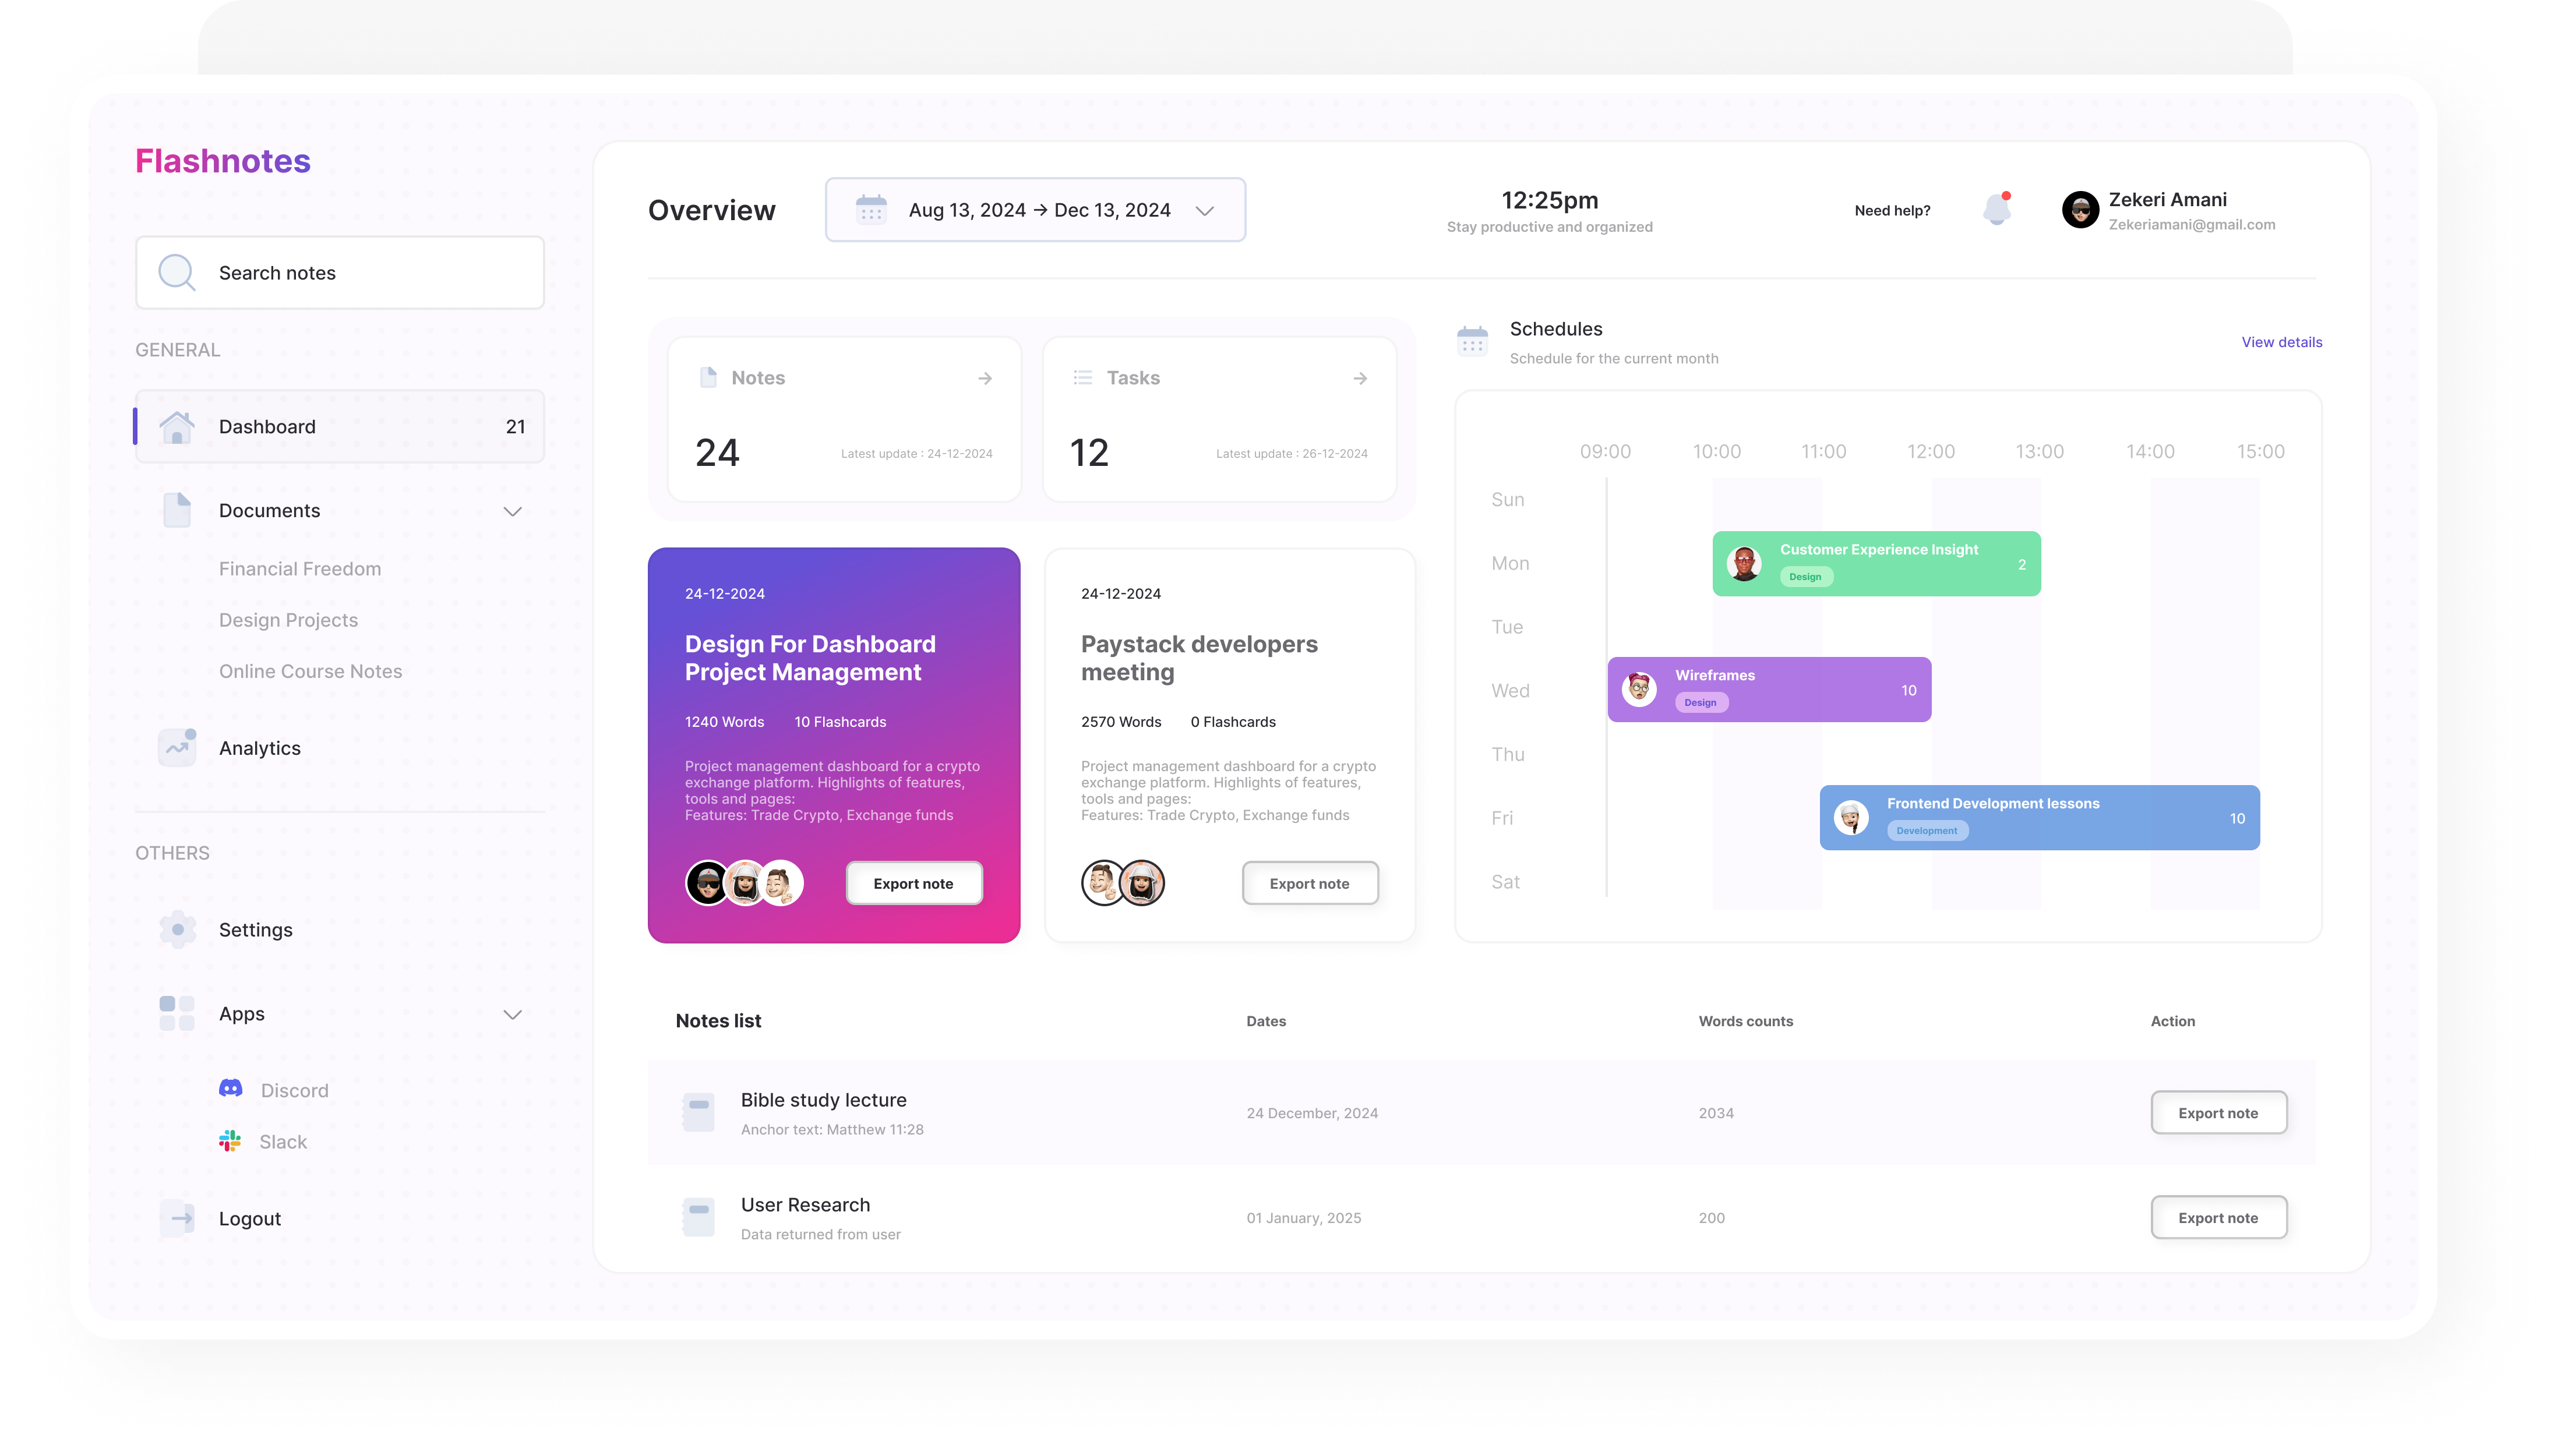 Flashnotes
Search notes
GENERAL
Dashboard 21
Documents
Financial Freedom
Design Projects
Online Course Notes
Analytics
OTHERS
Settings
Apps
Discord
Slack
Logout
Overview
Aug 13, 2024 → Dec 13, 2024
12:25pm
Stay productive and organized
Need help?
Zekeri Amani
Zekeriamani@gmail.com
Notes
24
Latest update : 24-12-2024
Tasks
12
Latest update : 26-12-2024
24-12-2024
Design For Dashboard
Project Management
1240 Words 10 Flashcards
Project management dashboard for a crypto
exchange platform. Highlights of features,
tools and pages:
Features: Trade Crypto, Exchange funds
Export note
24-12-2024
Paystack developers
meeting
2570 Words 0 Flashcards
Project management dashboard for a crypto
exchange platform. Highlights of features,
tools and pages:
Features: Trade Crypto, Exchange funds
Export note
Schedules
Schedule for the current month
View details
09:00 10:00 11:00 12:00 13:00 14:00 15:00
Sun
Mon
Customer Experience Insight
Design
2
Tue
Wed
Wireframes
Design
10
Thu
Fri
Frontend Development lessons
Development
10
Sat
Notes list Dates Words counts Action
Bible study lecture
Anchor text: Matthew 11:28
24 December, 2024
2034
Export note
User Research
Data returned from user
01 January, 2025
200
Export note